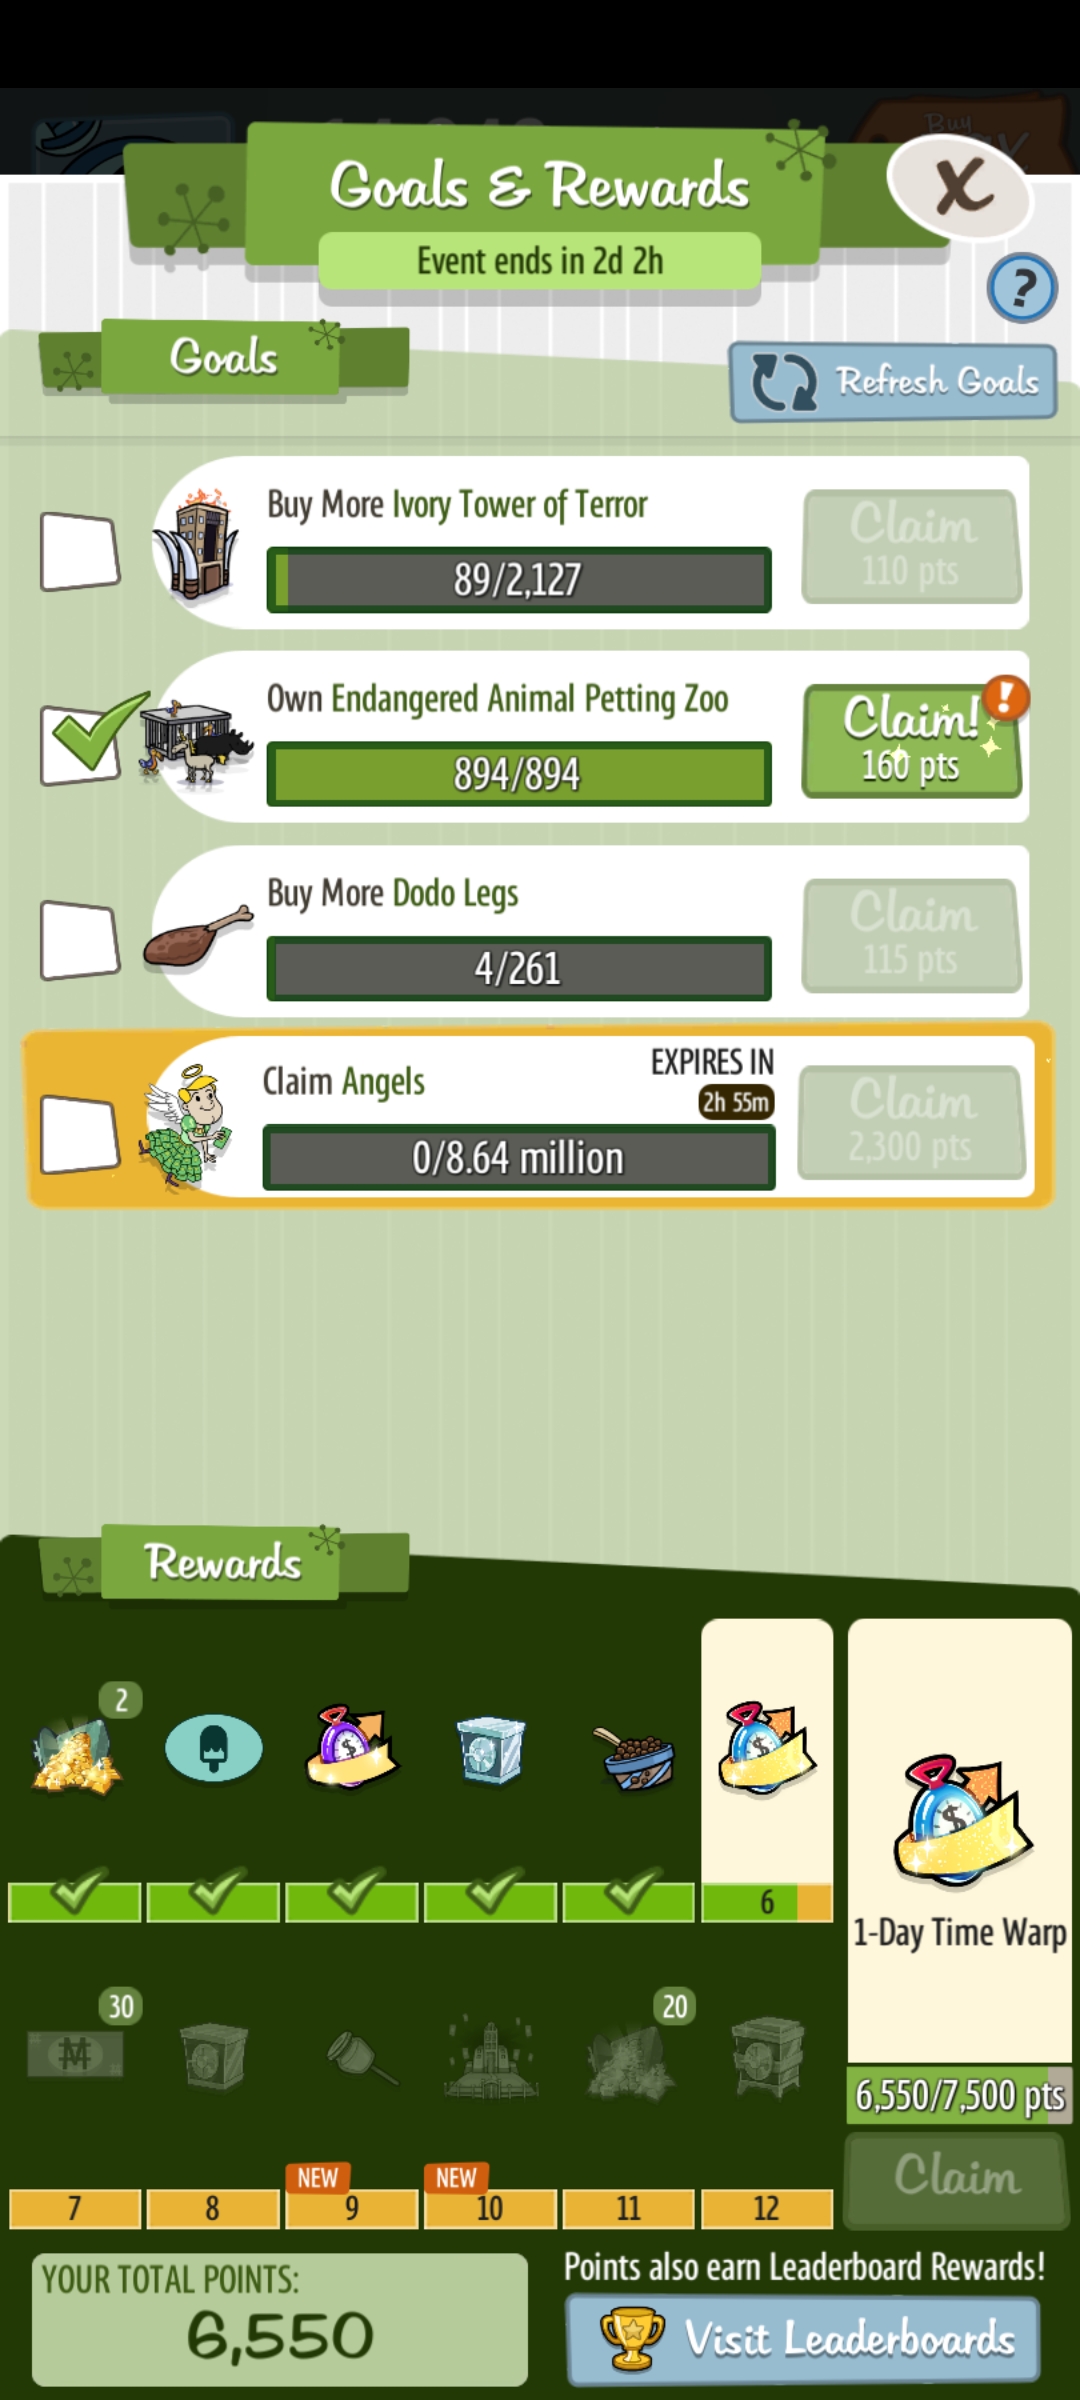 Buy
Goals & Rewards
X
Event ends in 2d 2h
?
Goals
Refresh Goals
Buy More Ivory Tower of Terror
89/2,127
Claim
110 pts
Own Endangered Animal Petting Zoo
894/894
Claim!
160 pts
!
Buy More Dodo Legs
4/261
Claim
115 pts
Claim Angels
EXPIRES IN
2h 55m
0/8.64 million
Claim
2,300 pts
Rewards
2
6
1-Day Time Warp
6,550/7,500 pts
Claim
30
20
NEW
NEW
7
8
9
10
11
12
YOUR TOTAL POINTS:
6,550
Points also earn Leaderboard Rewards!
Visit Leaderboards